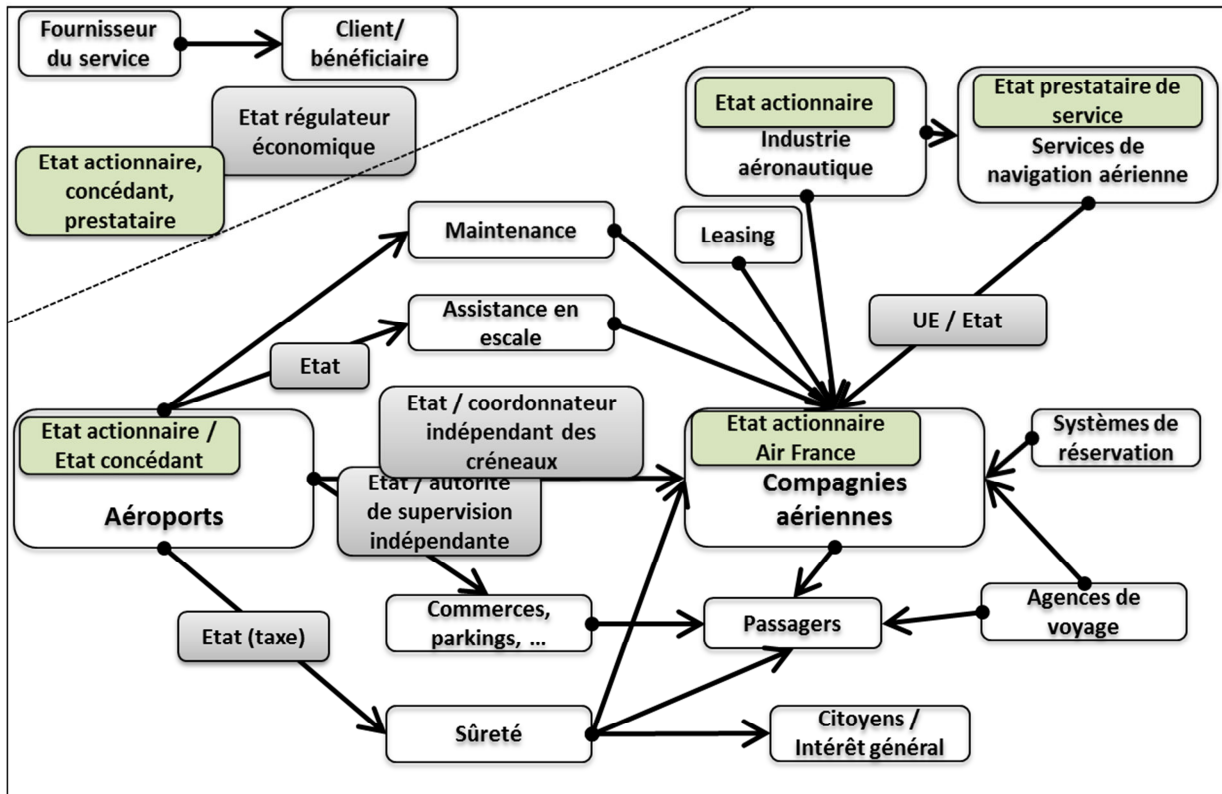 Fournisseur
du service
Client/
bénéficiaire
Etat régulateur
économique
Etat actionnaire,
concédant,
prestataire
Etat actionnaire
Industrie
aéronautique
Etat prestataire de
service
Services de
navigation aérienne
Maintenance
Leasing
Assistance en
escale
UE / Etat
Etat
Etat / coordonnateur
indépendant des
créneaux
Etat actionnaire /
Etat concédant
Aéroports
Etat / autorité
de supervision
indépendante
Etat actionnaire
Air France
Compagnies
aériennes
Systèmes de
réservation
Commerces,
parkings, ...
Passagers
Agences de
voyage
Etat (taxe)
Sûreté
Citoyens /
Intérêt général